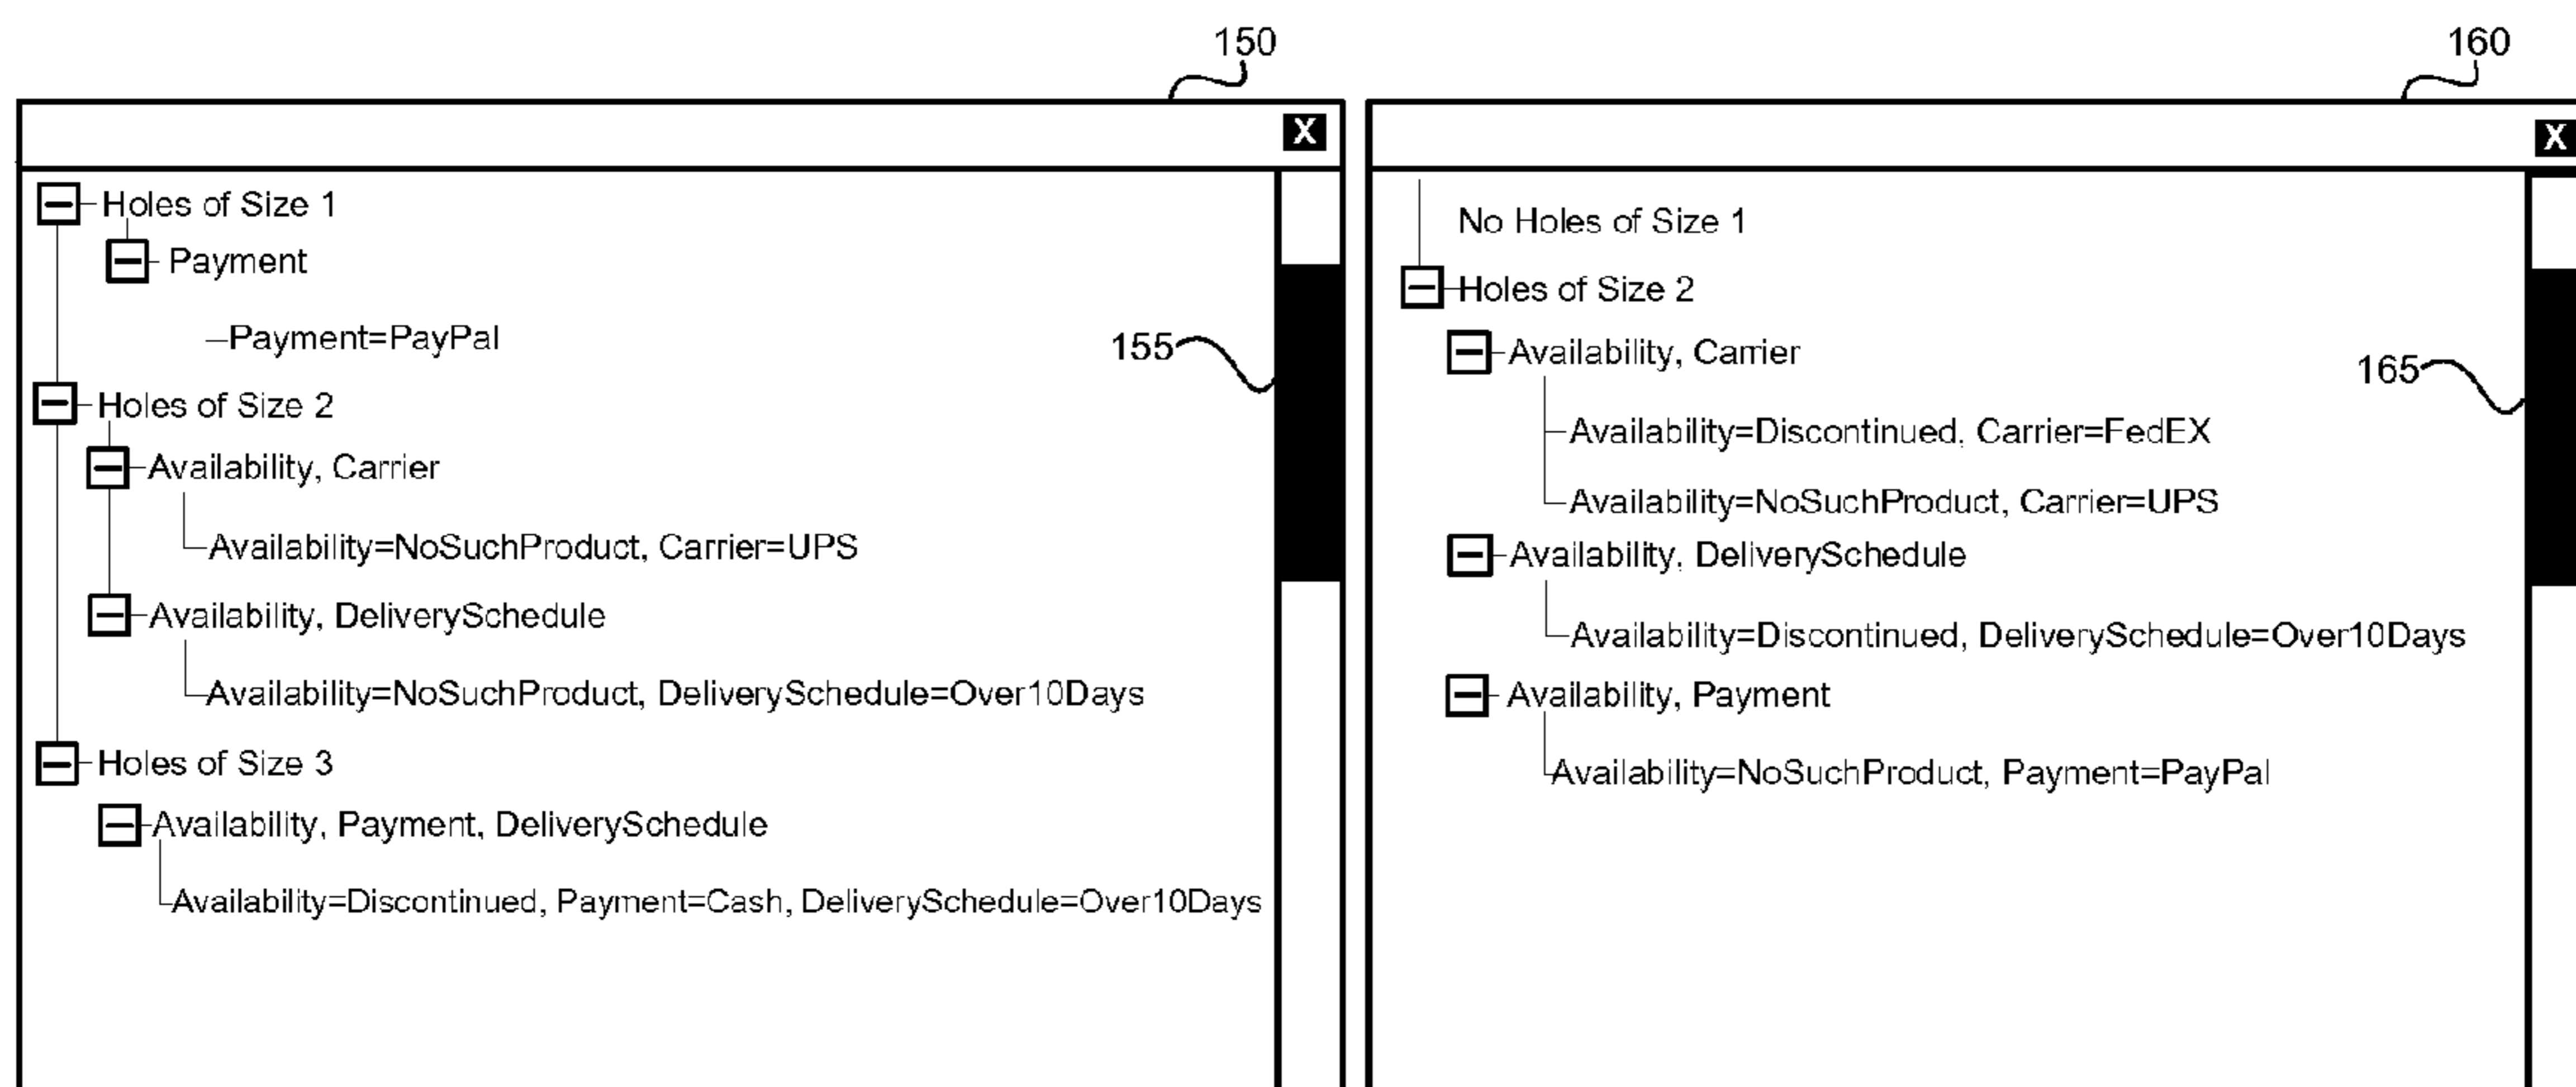 150
X
Holes of Size 1
Payment
Payment=PayPal
155
Holes of Size 2
Availability, Carrier
Availability=NoSuchProduct, Carrier=UPS
Availability, DeliverySchedule
Availability=NoSuchProduct, DeliverySchedule=Over10Days
Holes of Size 3
Availability, Payment, DeliverySchedule
Availability=Discontinued, Payment=Cash, DeliverySchedule=Over10Days
160
X
No Holes of Size 1
Holes of Size 2
Availability, Carrier
165
Availability=Discontinued, Carrier=FedEX
Availability=NoSuchProduct, Carrier=UPS
Availability, DeliverySchedule
Availability=Discontinued, DeliverySchedule=Over10Days
Availability, Payment
Availability=NoSuchProduct, Payment=PayPal